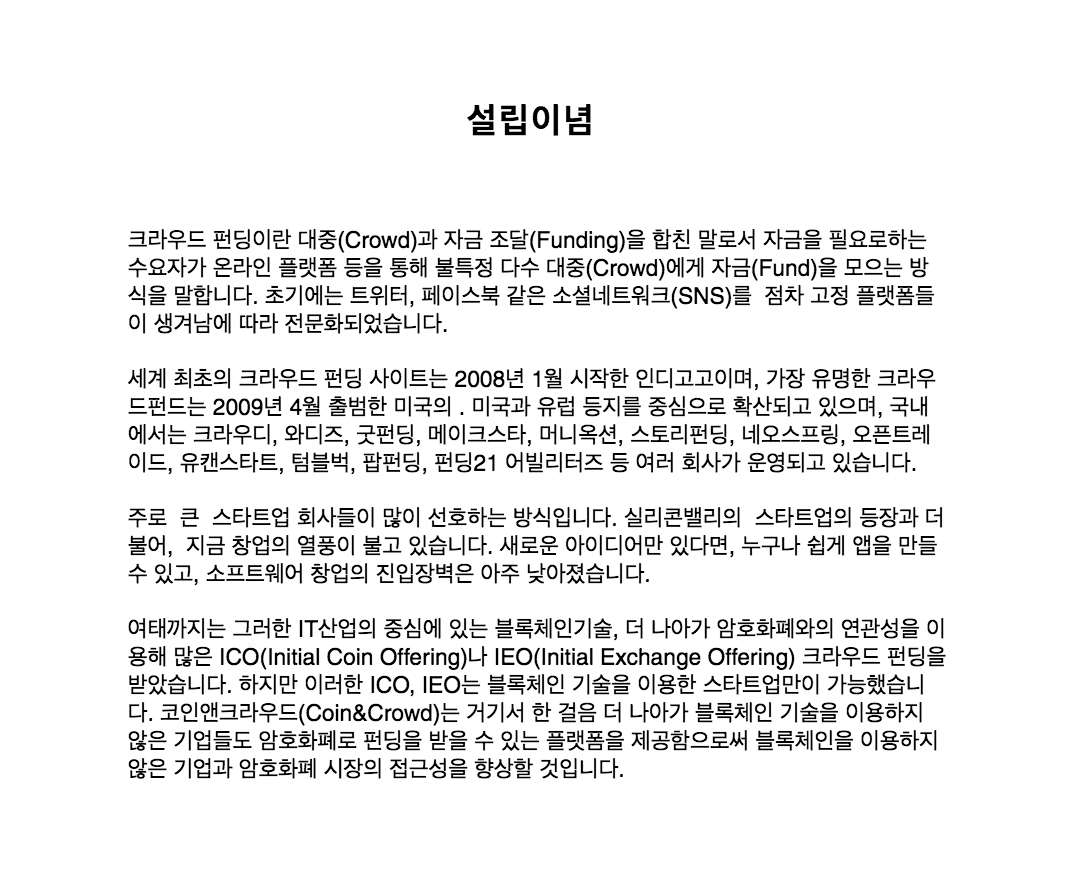 설립이념
크라우드 펀딩이란 대중(Crowd)과 자금 조달(Funding)을 합친 말로서 자금을 필요로하는
수요자가 온라인 플랫폼 등을 통해 불특정 다수 대중(Crowd)에게 자금(Fund)을 모으는 방
식을 말합니다. 초기에는 트위터, 페이스북 같은 소셜네트워크(SNS)를  점차 고정 플랫폼들
이 생겨남에 따라 전문화되었습니다.
세계 최초의 크라우드 펀딩 사이트는 2008년 1월 시작한 인디고고이며, 가장 유명한 크라우
드펀드는 2009년 4월 출범한 미국의 . 미국과 유럽 등지를 중심으로 확산되고 있으며, 국내
에서는 크라우디, 와디즈, 굿펀딩, 메이크스타, 머니옥션, 스토리펀딩, 네오스프링, 오픈트레
이드, 유캔스타트, 텀블벅, 팝펀딩, 펀딩21 어빌리터즈 등 여러 회사가 운영되고 있습니다.
주로  큰  스타트업 회사들이 많이 선호하는 방식입니다. 실리콘밸리의  스타트업의 등장과 더
불어,  지금 창업의 열풍이 불고 있습니다. 새로운 아이디어만 있다면, 누구나 쉽게 앱을 만들
수 있고, 소프트웨어 창업의 진입장벽은 아주 낮아졌습니다.
여태까지는 그러한 IT산업의 중심에 있는 블록체인기술, 더 나아가 암호화폐와의 연관성을 이
용해 많은 ICO(Initial Coin Offering)나 IEO(Initial Exchange Offering) 크라우드 펀딩을
받았습니다. 하지만 이러한 ICO, IEO는 블록체인 기술을 이용한 스타트업만이 가능했습니
다. 코인앤크라우드(Coin&Crowd)는 거기서 한 걸음 더 나아가 블록체인 기술을 이용하지
않은 기업들도 암호화폐로 펀딩을 받을 수 있는 플랫폼을 제공함으로써 블록체인을 이용하지
않은 기업과 암호화폐 시장의 접근성을 향상할 것입니다.